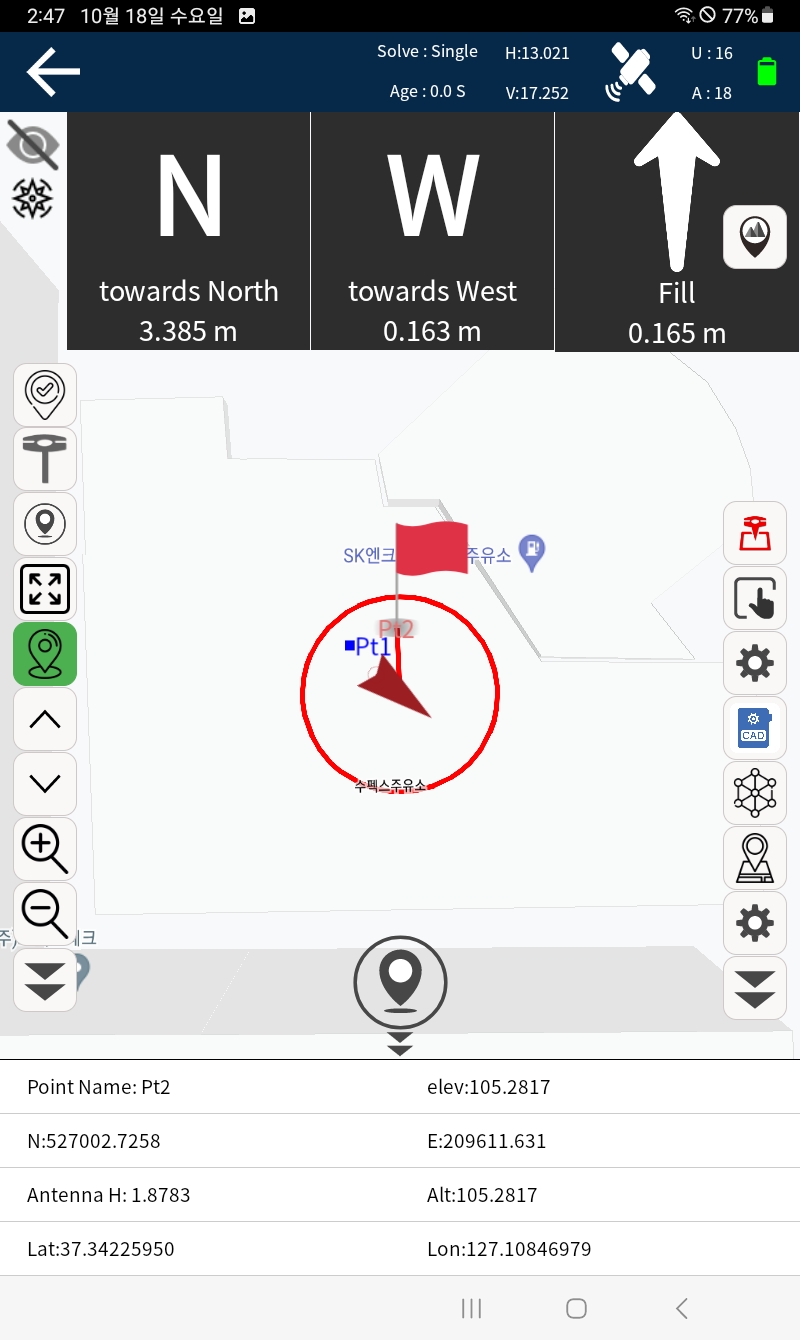 2:47 10월 18일 수요일 77%
Solve : Single H:13.021 U : 16
Age : 0.0 S V:17.252 A : 18
N W
towards North towards West Fill
3.385 m 0.163 m 0.165 m
SK엔크 주유소
Pt2
Pt1
CAD
수펙스주유소
Point Name: Pt2 elev:105.2817
N:527002.7258 E:209611.631
Antenna H: 1.8783 Alt:105.2817
Lat:37.34225950 Lon:127.10846979